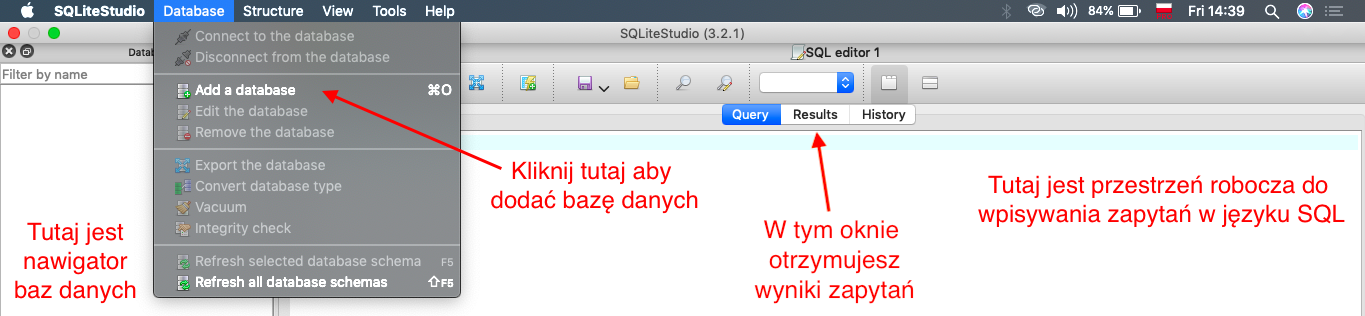 SQLiteStudio Database Structure View Tools Help 84% Fri 14:39
SQLiteStudio (3.2.1)
Datab
SQL editor 1
Filter by name
Connect to the database
Disconnect from the database
Add a database ⌘O
Edit the database
Remove the database
Export the database
Convert database type
Vacuum
Integrity check
Refresh selected database schema F5
Refresh all database schemas ⇧F5
Query Results History
Kliknij tutaj aby
dodać bazę danych
Tutaj jest
nawigator
baz danych
W tym oknie
otrzymujesz
wyniki zapytań
Tutaj jest przestrzeń robocza do
wpisywania zapytań w języku SQL